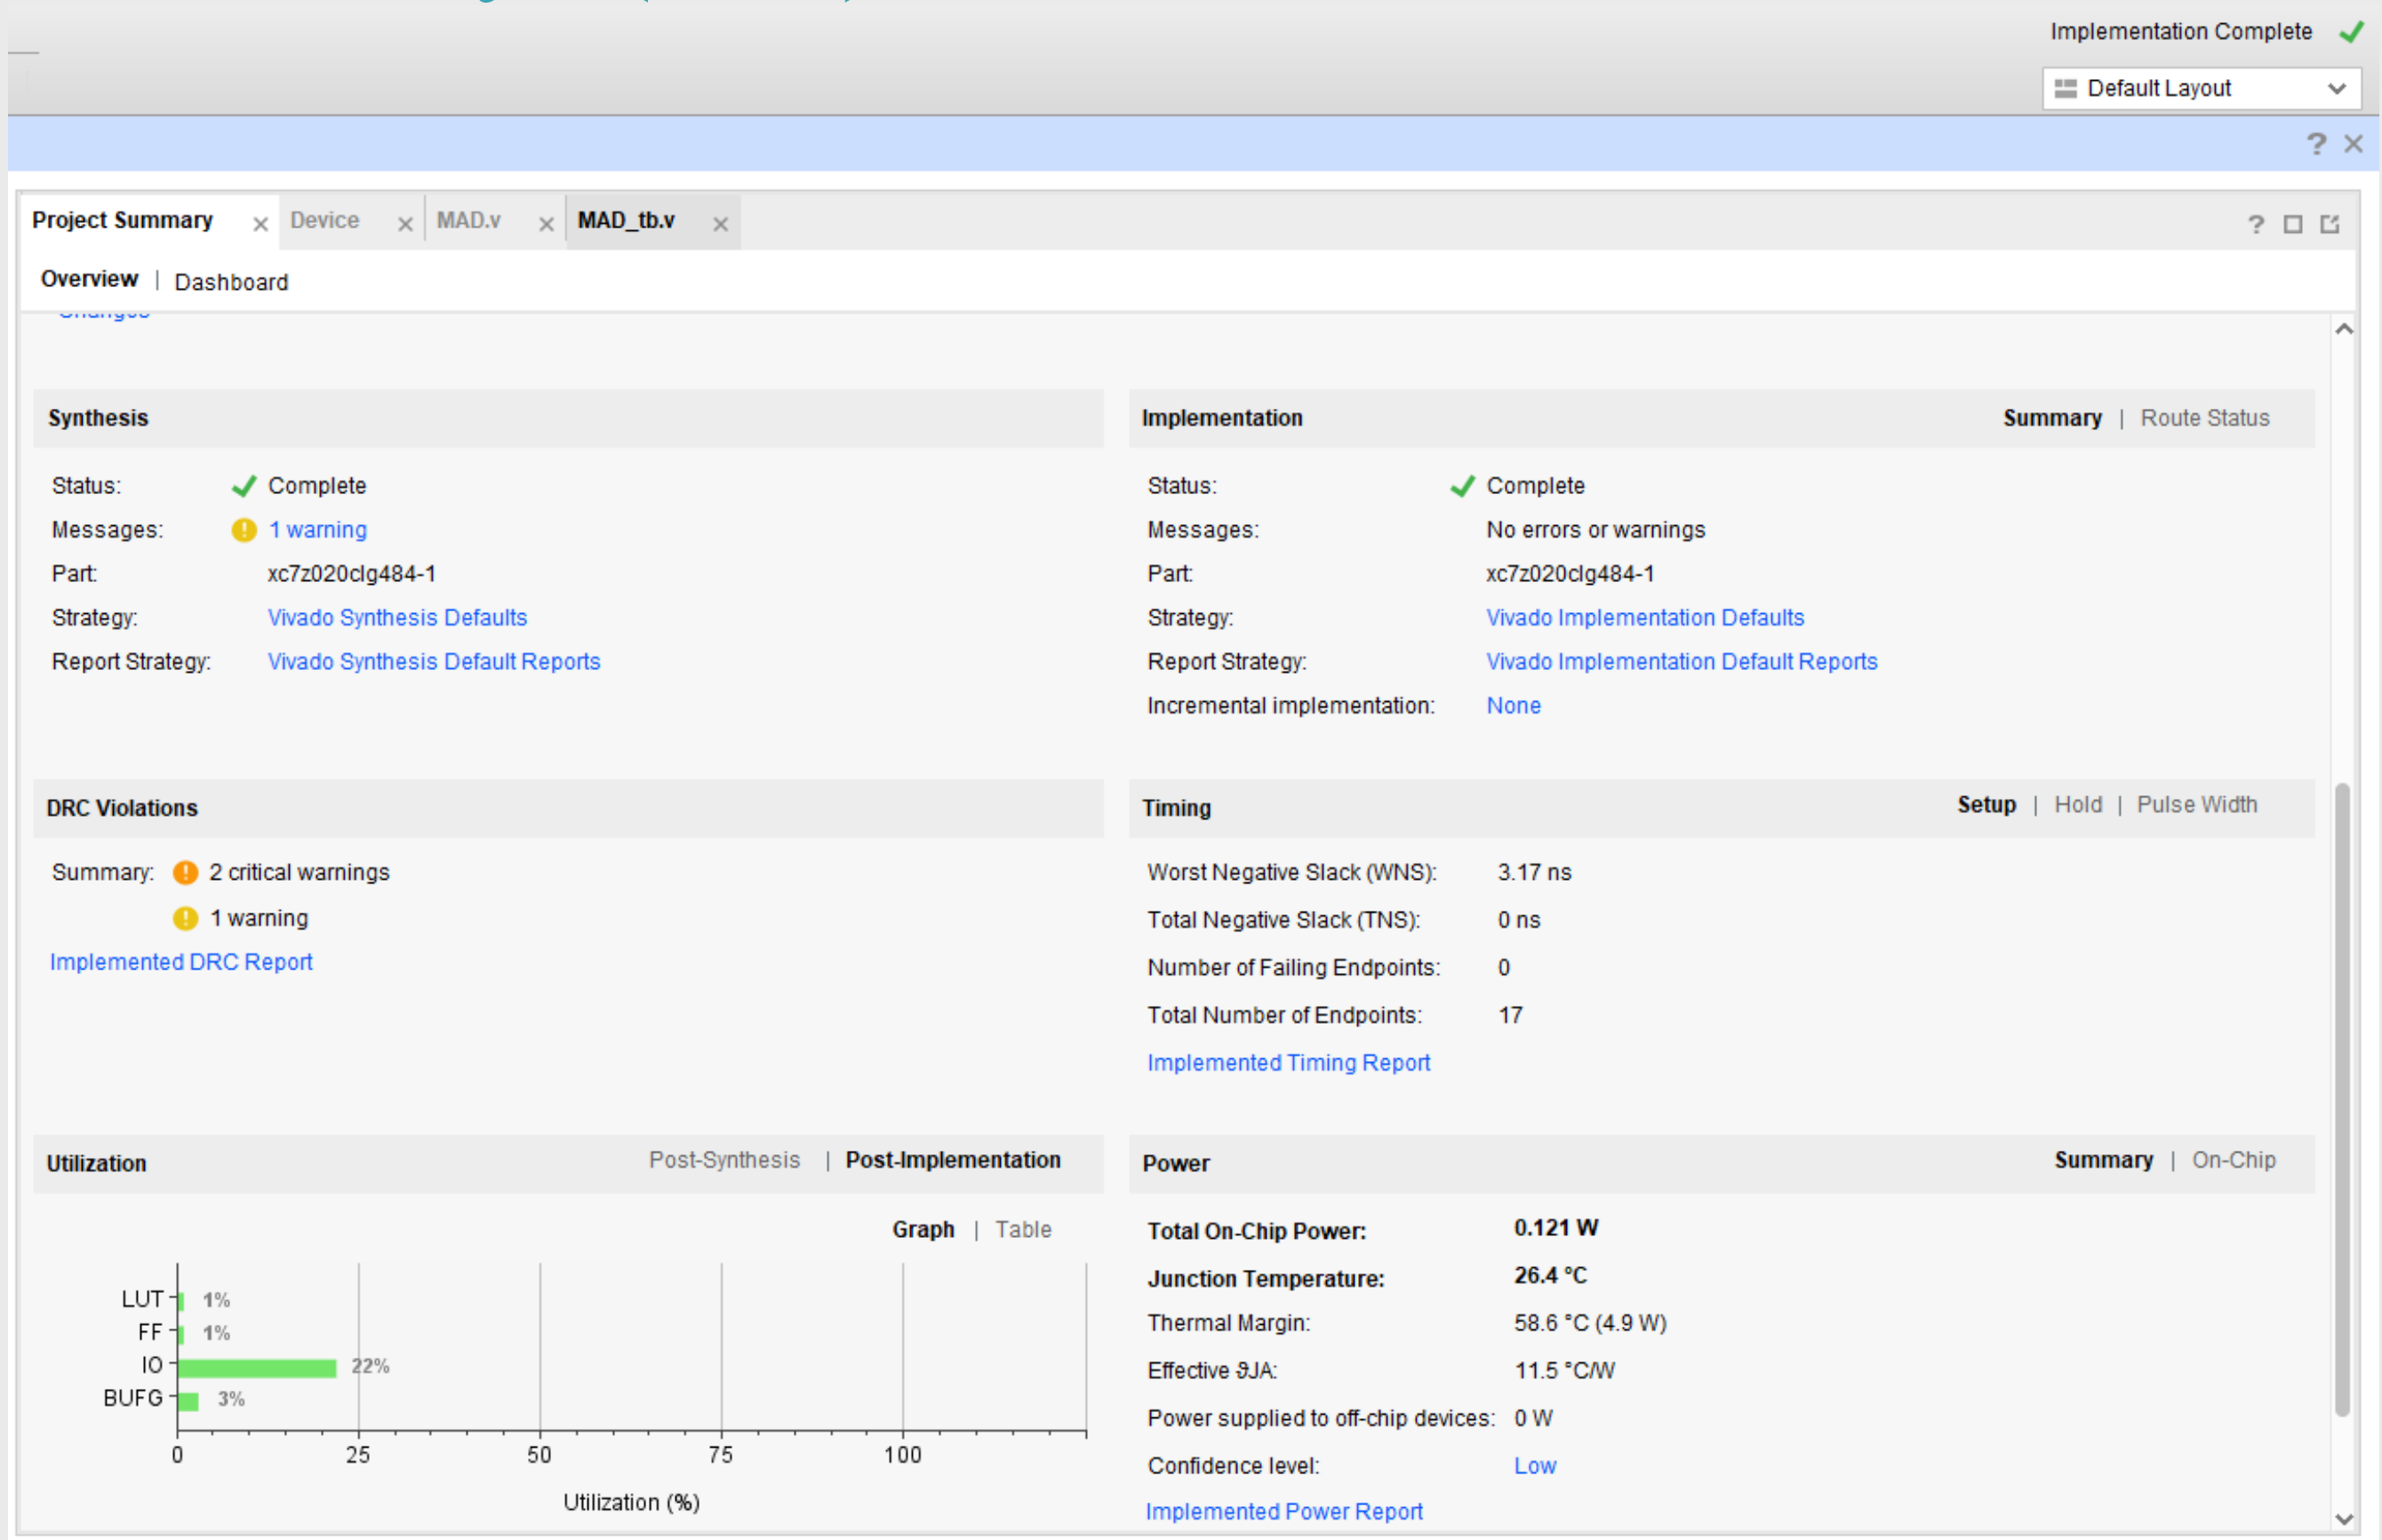 Implementation Complete
Default Layout
Project Summary Device MAD.v MAD_tb.v
Overview | Dashboard
Changes
Synthesis
Status: Complete
Messages: 1 warning
Part: xc7z020clg484-1
Strategy: Vivado Synthesis Defaults
Report Strategy: Vivado Synthesis Default Reports
Implementation Summary | Route Status
Status: Complete
Messages: No errors or warnings
Part: xc7z020clg484-1
Strategy: Vivado Implementation Defaults
Report Strategy: Vivado Implementation Default Reports
Incremental implementation: None
DRC Violations
Summary: 2 critical warnings
1 warning
Implemented DRC Report
Timing Setup | Hold | Pulse Width
Worst Negative Slack (WNS): 3.17 ns
Total Negative Slack (TNS): 0 ns
Number of Failing Endpoints: 0
Total Number of Endpoints: 17
Implemented Timing Report
Utilization Post-Synthesis | Post-Implementation
Graph | Table
LUT 1%
FF 1%
IO 22%
BUFG 3%
0 25 50 75 100
Utilization (%)
Power Summary | On-Chip
Total On-Chip Power: 0.121 W
Junction Temperature: 26.4 °C
Thermal Margin: 58.6 °C (4.9 W)
Effective ϑJA: 11.5 °C/W
Power supplied to off-chip devices: 0 W
Confidence level: Low
Implemented Power Report